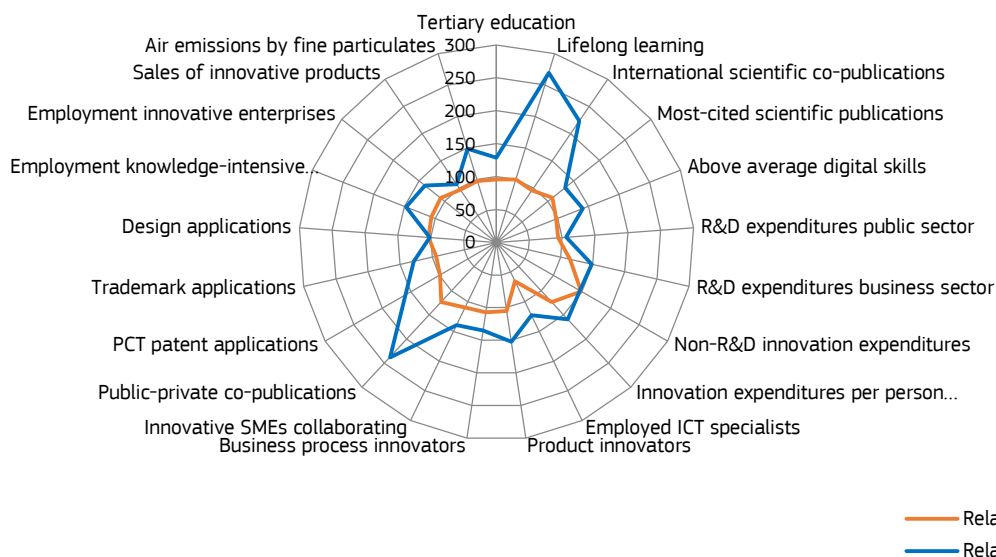 Tertiary education
Lifelong learning
International scientific co-publications
Most-cited scientific publications
Above average digital skills
R&D expenditures public sector
R&D expenditures business sector
Non-R&D innovation expenditures
Innovation expenditures per person...
Employed ICT specialists
Product innovators
Business process innovators
Innovative SMEs collaborating
Public-private co-publications
PCT patent applications
Trademark applications
Design applications
Employment knowledge-intensive...
Employment innovative enterprises
Sales of innovative products
Air emissions by fine particulates
300
250
200
150
100
50
0
Rela
Rela